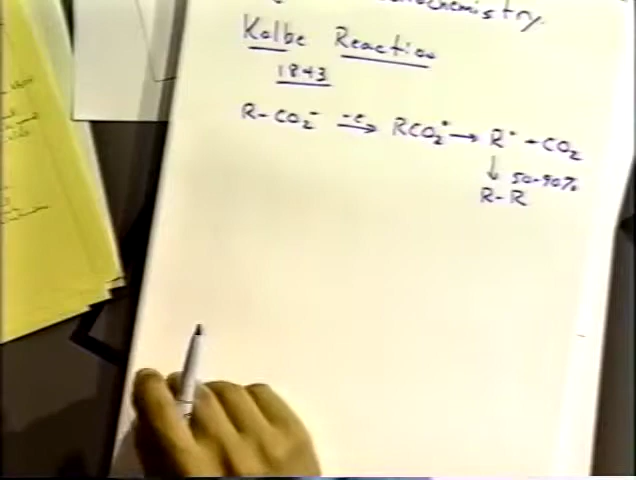 Kolbe Reaction
1843
R-CO₂⁻ -e→ RCO₂• → R• + CO₂
↓ 50-90%
R-R